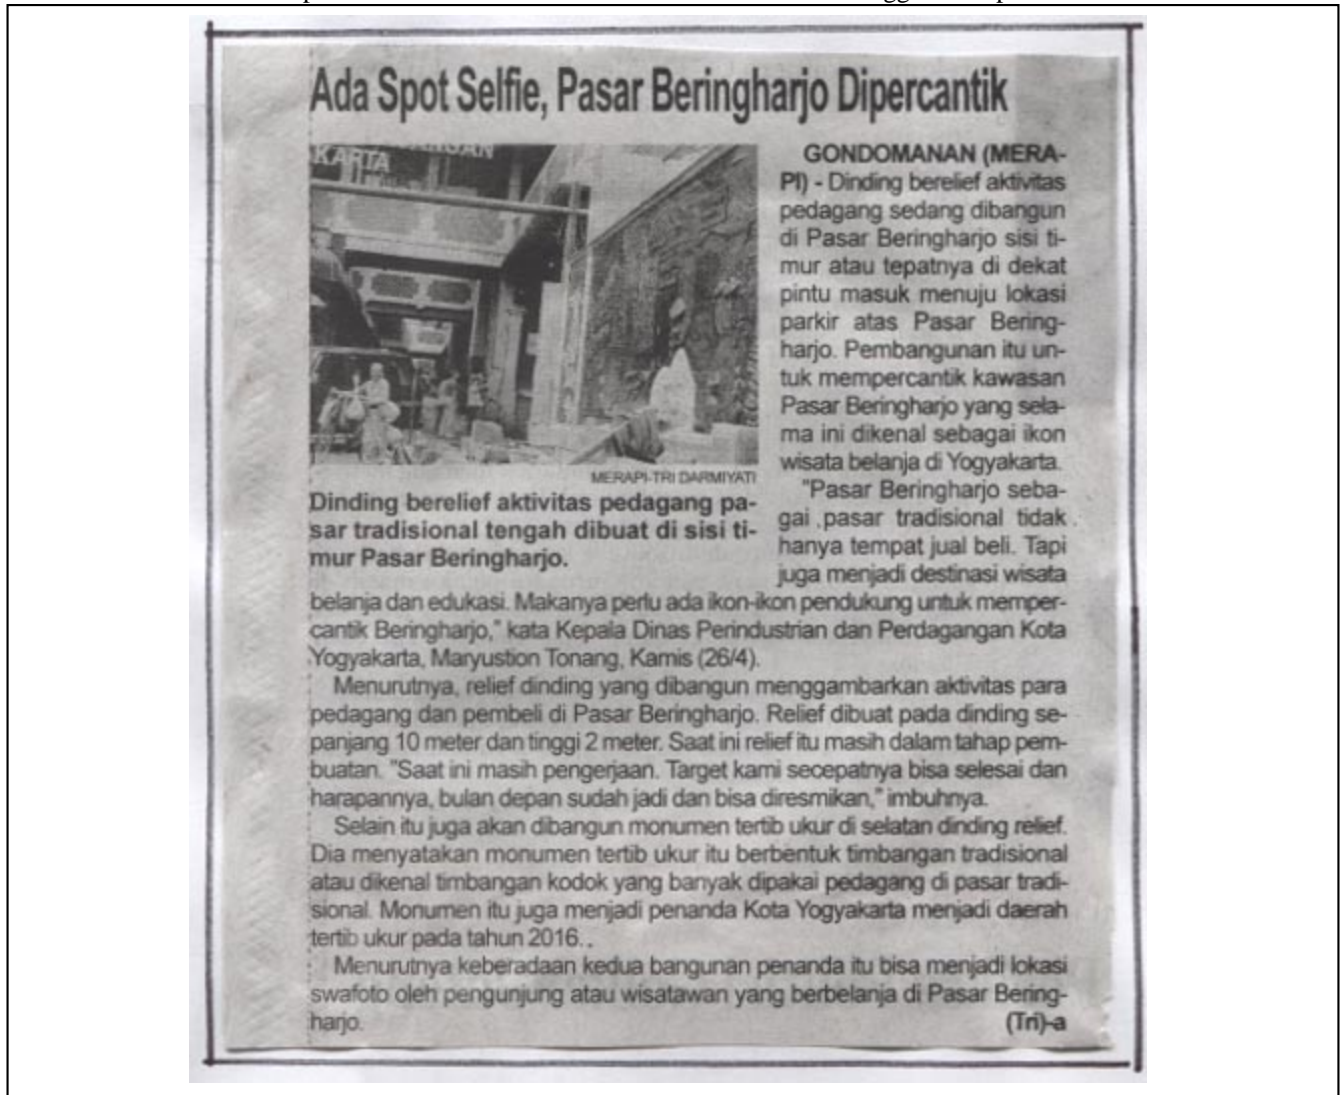 Ada Spot Selfie, Pasar Beringharjo Dipercantik
KARTA
MERAPI-TRI DARMIYATI
Dinding berelief aktivitas pedagang pa-
sar tradisional tengah dibuat di sisi ti-
mur Pasar Beringharjo.
GONDOMANAN (MERA-
PI) - Dinding berelief aktivitas
pedagang sedang dibangun
di Pasar Beringharjo sisi ti-
mur atau tepatnya di dekat
pintu masuk menuju lokasi
parkir atas Pasar Bering-
harjo. Pembangunan itu un-
tuk mempercantik kawasan
Pasar Beringharjo yang sela-
ma ini dikenal sebagai ikon
wisata belanja di Yogyakarta.
"Pasar Beringharjo seba-
gai pasar tradisional tidak
hanya tempat jual beli. Tapi
juga menjadi destinasi wisata
belanja dan edukasi. Makanya perlu ada ikon-ikon pendukung untuk memper-
cantik Beringharjo," kata Kepala Dinas Perindustrian dan Perdagangan Kota
Yogyakarta, Maryustion Tonang, Kamis (26/4).
Menurutnya, relief dinding yang dibangun menggambarkan aktivitas para
pedagang dan pembeli di Pasar Beringharjo. Relief dibuat pada dinding se-
panjang 10 meter dan tinggi 2 meter. Saat ini relief itu masih dalam tahap pem-
buatan. "Saat ini masih pengerjaan. Target kami secepatnya bisa selesai dan
harapannya, bulan depan sudah jadi dan bisa diresmikan," imbuhnya.
Selain itu juga akan dibangun monumen tertib ukur di selatan dinding relief.
Dia menyatakan monumen tertib ukur itu berbentuk timbangan tradisional
atau dikenal timbangan kodok yang banyak dipakai pedagang di pasar tradi-
sional. Monumen itu juga menjadi penanda Kota Yogyakarta menjadi daerah
tertib ukur pada tahun 2016.
Menurutnya keberadaan kedua bangunan penanda itu bisa menjadi lokasi
swafoto oleh pengunjung atau wisatawan yang berbelanja di Pasar Bering-
harjo. (Tri)-a